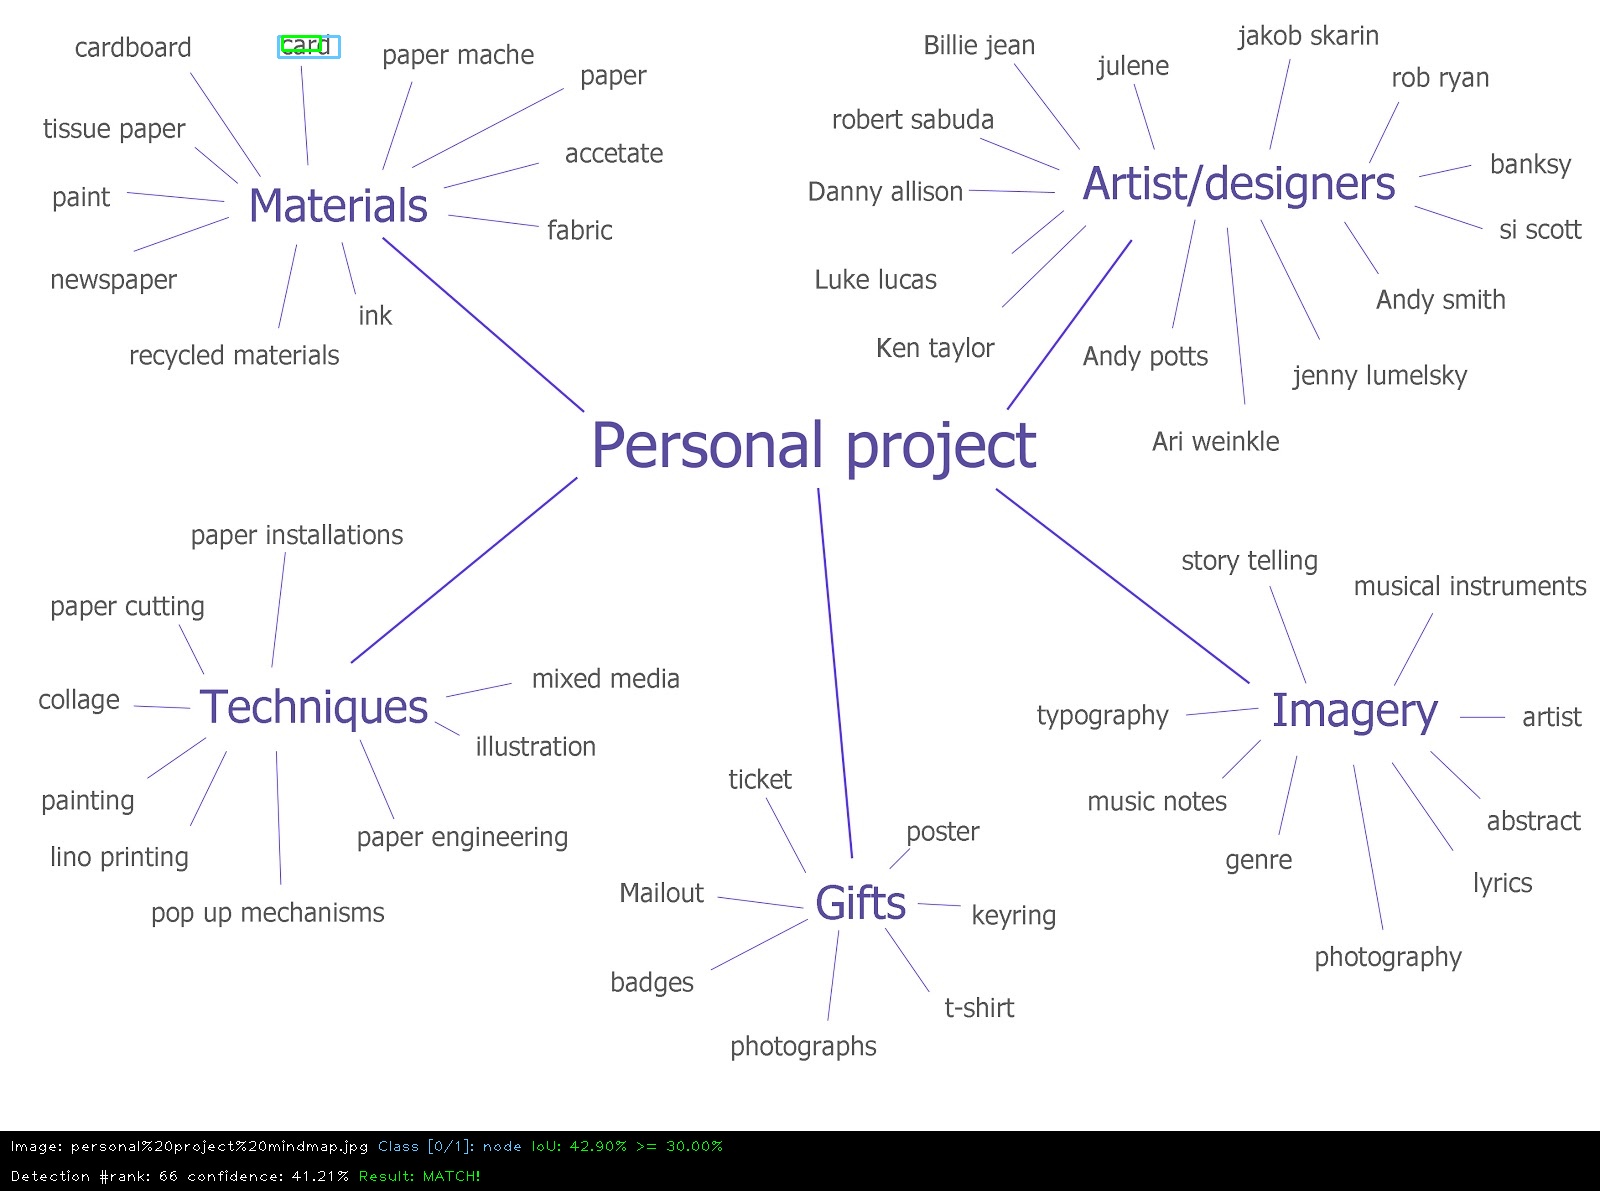 cardboard
card
paper mache
paper
tissue paper
accetate
paint
Materials
fabric
newspaper
ink
recycled materials
Billie jean
julene
jakob skarin
rob ryan
robert sabuda
banksy
Danny allison
Artist/designers
si scott
Luke lucas
Andy smith
Ken taylor
Andy potts
jenny lumelsky
Ari weinkle
Personal project
paper installations
paper cutting
mixed media
collage
Techniques
illustration
painting
paper engineering
lino printing
pop up mechanisms
ticket
poster
Mailout
Gifts
keyring
badges
t-shirt
photographs
story telling
musical instruments
typography
Imagery
artist
music notes
abstract
genre
lyrics
photography
Image: personal%20project%20mindmap.jpg Class [0/1]: node IoU: 42.90% >= 30.00%
Detection #rank: 66 confidence: 41.21% Result: MATCH!